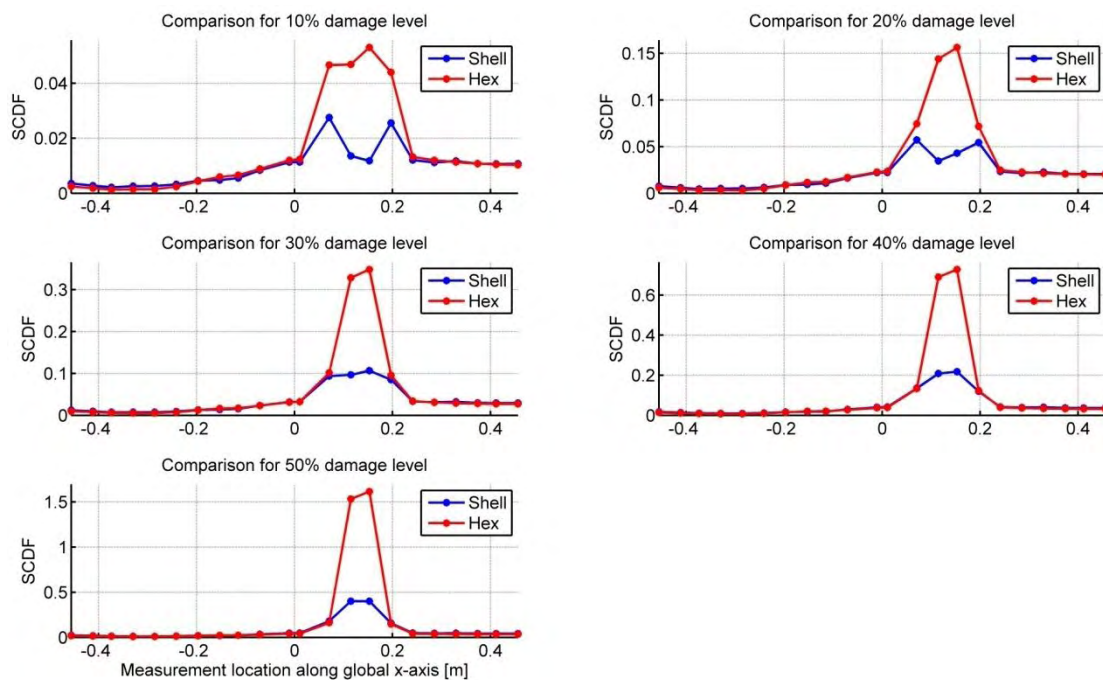 Comparison for 10% damage level
SCDF
0.04
0.02
0
Shell
Hex
-0.4 -0.2 0 0.2 0.4
Comparison for 20% damage level
SCDF
0.15
0.1
0.05
0
Shell
Hex
-0.4 -0.2 0 0.2 0.4
Comparison for 30% damage level
SCDF
0.3
0.2
0.1
0
Shell
Hex
-0.4 -0.2 0 0.2 0.4
Comparison for 40% damage level
SCDF
0.6
0.4
0.2
0
Shell
Hex
-0.4 -0.2 0 0.2 0.4
Comparison for 50% damage level
SCDF
1.5
1
0.5
0
Shell
Hex
-0.4 -0.2 0 0.2 0.4
Measurement location along global x-axis [m]